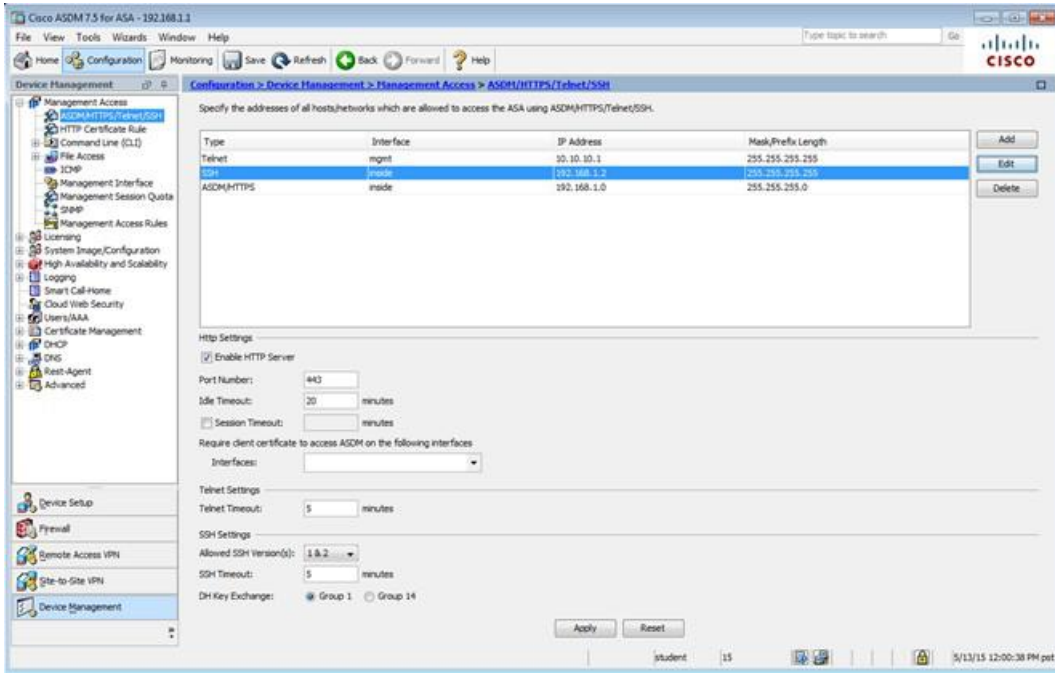 Cisco ASDM 7.5 for ASA - 192.168.1.1
File View Tools Wizards Window Help
Type topic to search Go
Home Configuration Monitoring Save Refresh Back Forward Help
CISCO
Device Management
Configuration > Device Management > Management Access > ASDM/HTTPS/Telnet/SSH
Management Access
ASDM/HTTPS/Telnet/SSH
HTTP Certificate Rule
Command Line (CLI)
File Access
ICMP
Management Interface
Management Session Quota
SNMP
Management Access Rules
Licensing
System Image/Configuration
High Availability and Scalability
Logging
Smart Call-Home
Cloud Web Security
Users/AAA
Certificate Management
DHCP
DNS
Rest-Agent
Advanced
Device Setup
Firewall
Remote Access VPN
Site-to-Site VPN
Device Management
Specify the addresses of all hosts/networks which are allowed to access the ASA using ASDM/HTTPS/Telnet/SSH.
Type Interface IP Address Mask/Prefix Length
Telnet mgmt 10.10.10.1 255.255.255.255
SSH inside 192.168.1.2 255.255.255.255
ASDM/HTTPS inside 192.168.1.0 255.255.255.0
Add
Edit
Delete
Http Settings
Enable HTTP Server
Port Number: 443
Idle Timeout: 20 minutes
Session Timeout: minutes
Require client certificate to access ASDM on the following interfaces
Interfaces:
Telnet Settings
Telnet Timeout: 5 minutes
SSH Settings
Allowed SSH Version(s): 1 & 2
SSH Timeout: 5 minutes
DH Key Exchange: Group 1 Group 14
Apply Reset
student 15 5/13/15 12:00:38 PM pst